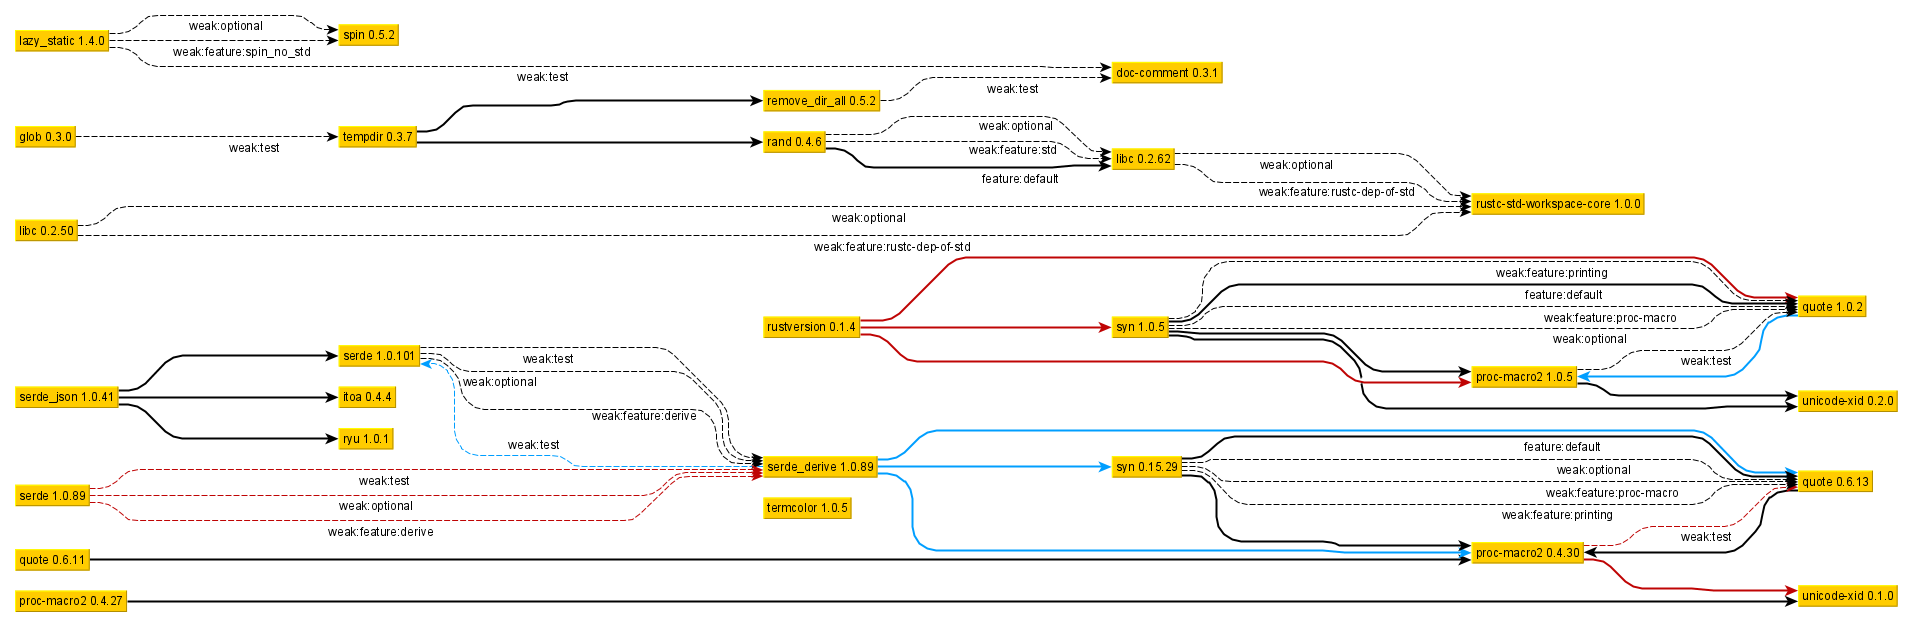 weak:optional
spin 0.5.2
lazy_static 1.4.0
weak:feature:spin_no_std
weak:test
doc-comment 0.3.1
weak:test
remove_dir_all 0.5.2
glob 0.3.0
weak:test
tempdir 0.3.7
rand 0.4.6
weak:optional
weak:feature:std
feature:default
libc 0.2.62
weak:optional
weak:feature:rustc-dep-of-std
rustc-std-workspace-core 1.0.0
libc 0.2.50
weak:optional
weak:feature:rustc-dep-of-std
weak:feature:printing
feature:default
quote 1.0.2
rustversion 0.1.4
syn 1.0.5
weak:feature:proc-macro
weak:optional
weak:test
proc-macro2 1.0.5
unicode-xid 0.2.0
serde 1.0.101
weak:test
weak:optional
serde_json 1.0.41
itoa 0.4.4
weak:feature:derive
ryu 1.0.1
weak:test
serde_derive 1.0.89
syn 0.15.29
feature:default
weak:optional
quote 0.6.13
weak:feature:proc-macro
weak:feature:printing
serde 1.0.89
weak:test
weak:optional
weak:feature:derive
termcolor 1.0.5
weak:test
proc-macro2 0.4.30
quote 0.6.11
unicode-xid 0.1.0
proc-macro2 0.4.27